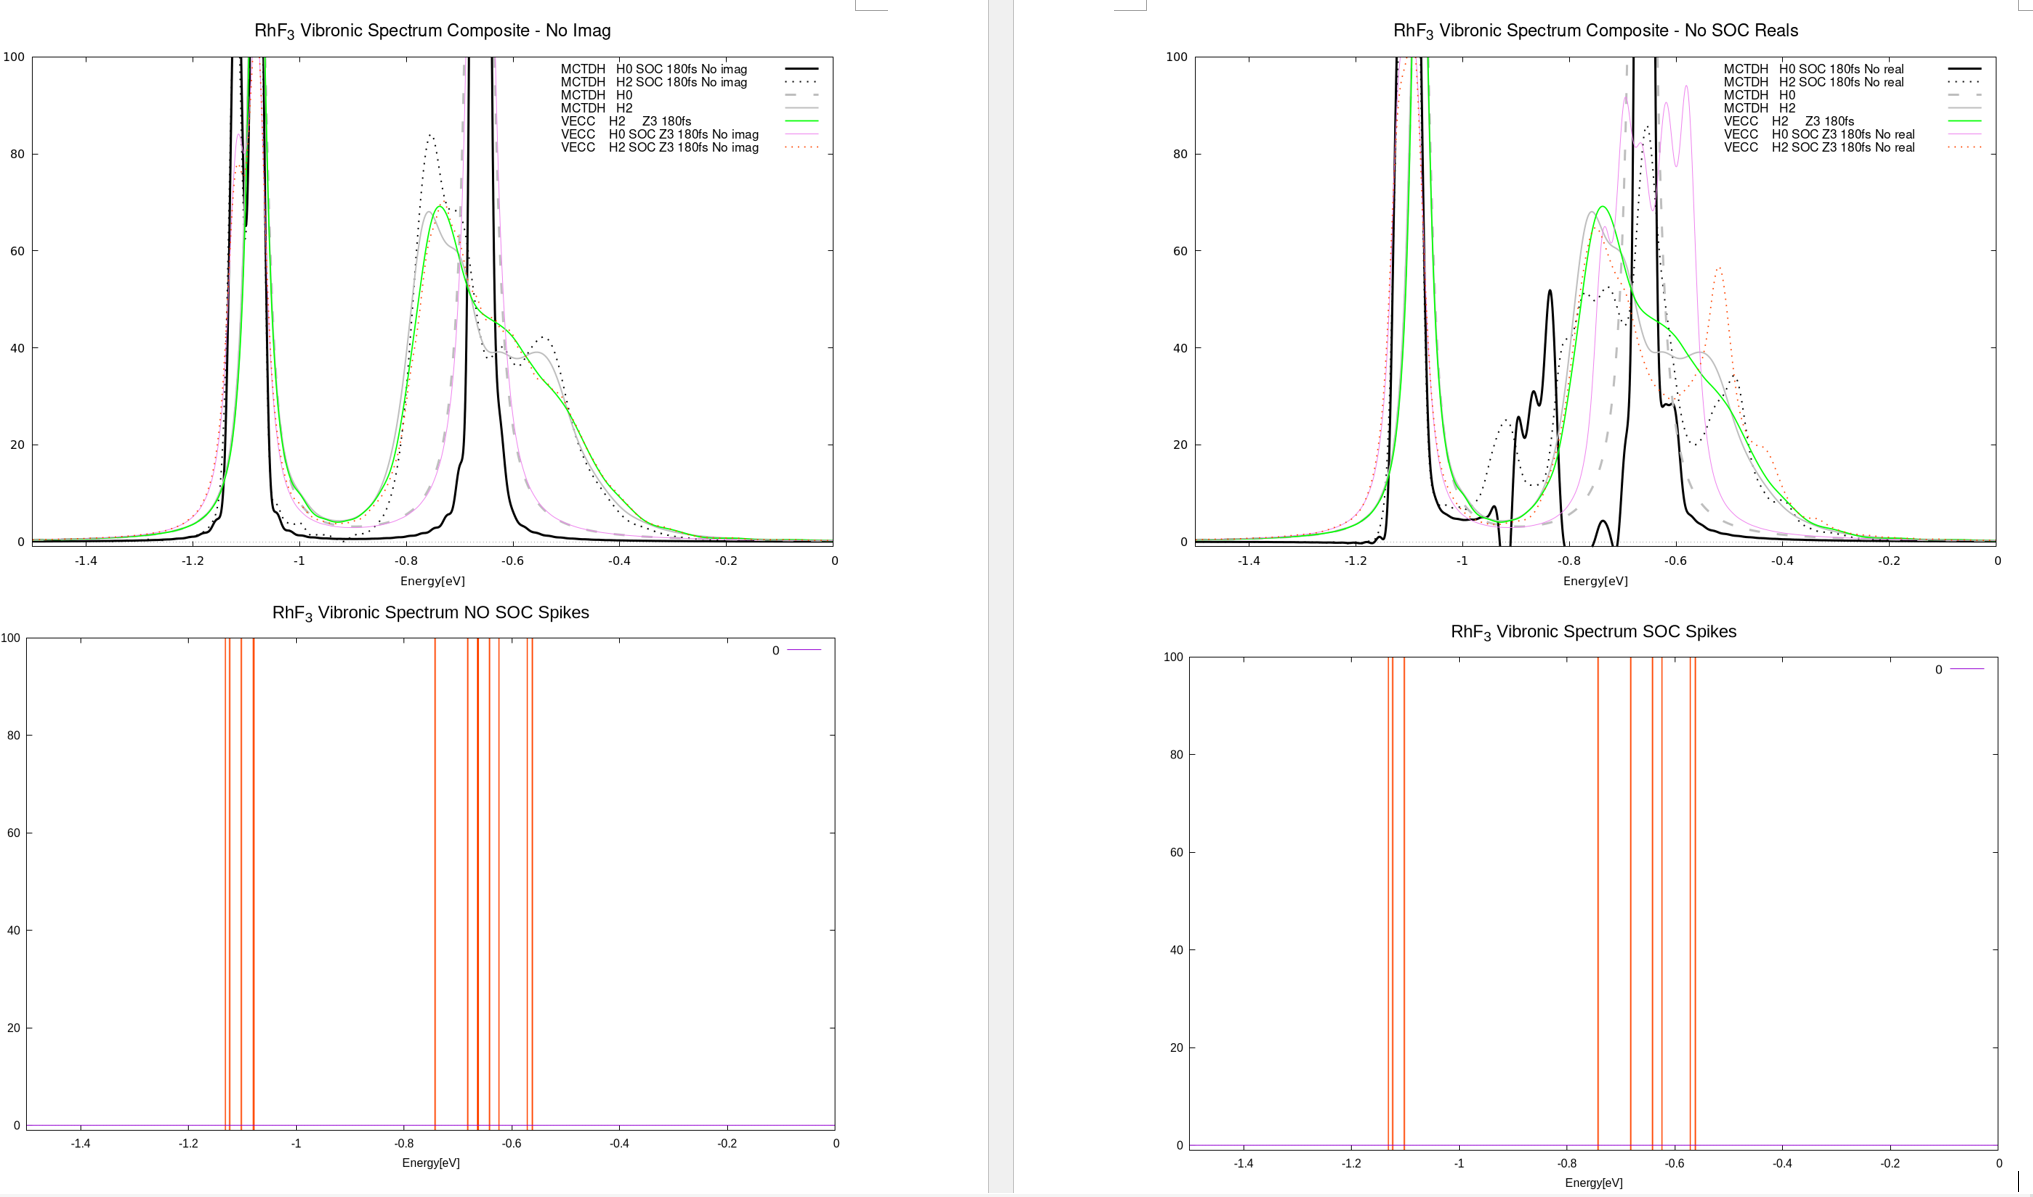 RhF3 Vibronic Spectrum Composite - No Imag
100
80
60
40
20
0
MCTDH H0 SOC 180fs No imag
MCTDH H2 SOC 180fs No imag
MCTDH H0
MCTDH H2
VECC H2 Z3 180fs
VECC H0 SOC Z3 180fs No imag
VECC H2 SOC Z3 180fs No imag
-1.4 -1.2 -1 -0.8 -0.6 -0.4 -0.2 0
Energy[eV]
RhF3 Vibronic Spectrum NO SOC Spikes
100
80
60
40
20
0
0
-1.4 -1.2 -1 -0.8 -0.6 -0.4 -0.2 0
Energy[eV]
RhF3 Vibronic Spectrum Composite - No SOC Reals
100
80
60
40
20
0
MCTDH H0 SOC 180fs No real
MCTDH H2 SOC 180fs No real
MCTDH H0
MCTDH H2
VECC H2 Z3 180fs
VECC H0 SOC Z3 180fs No real
VECC H2 SOC Z3 180fs No real
-1.4 -1.2 -1 -0.8 -0.6 -0.4 -0.2 0
Energy[eV]
RhF3 Vibronic Spectrum SOC Spikes
100
80
60
40
20
0
0
-1.4 -1.2 -1 -0.8 -0.6 -0.4 -0.2 0
Energy[eV]